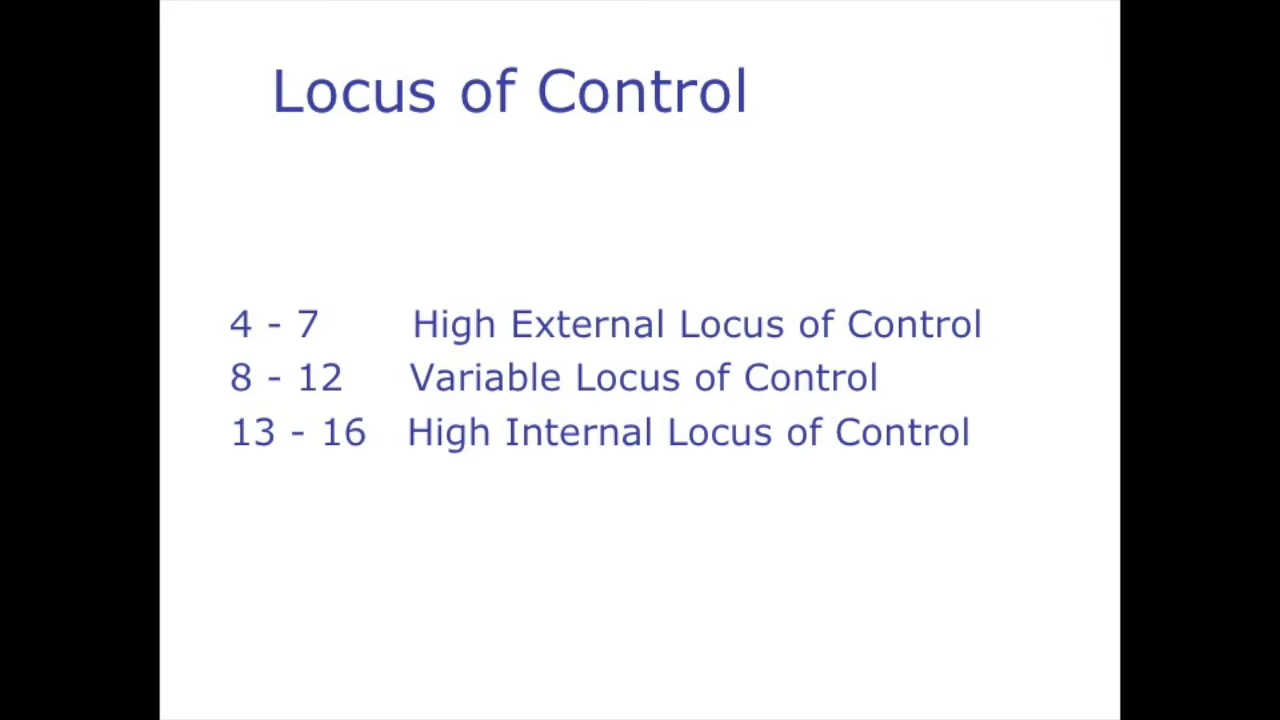 Locus of Control
4 - 7 High External Locus of Control
8 - 12 Variable Locus of Control
13 - 16 High Internal Locus of Control